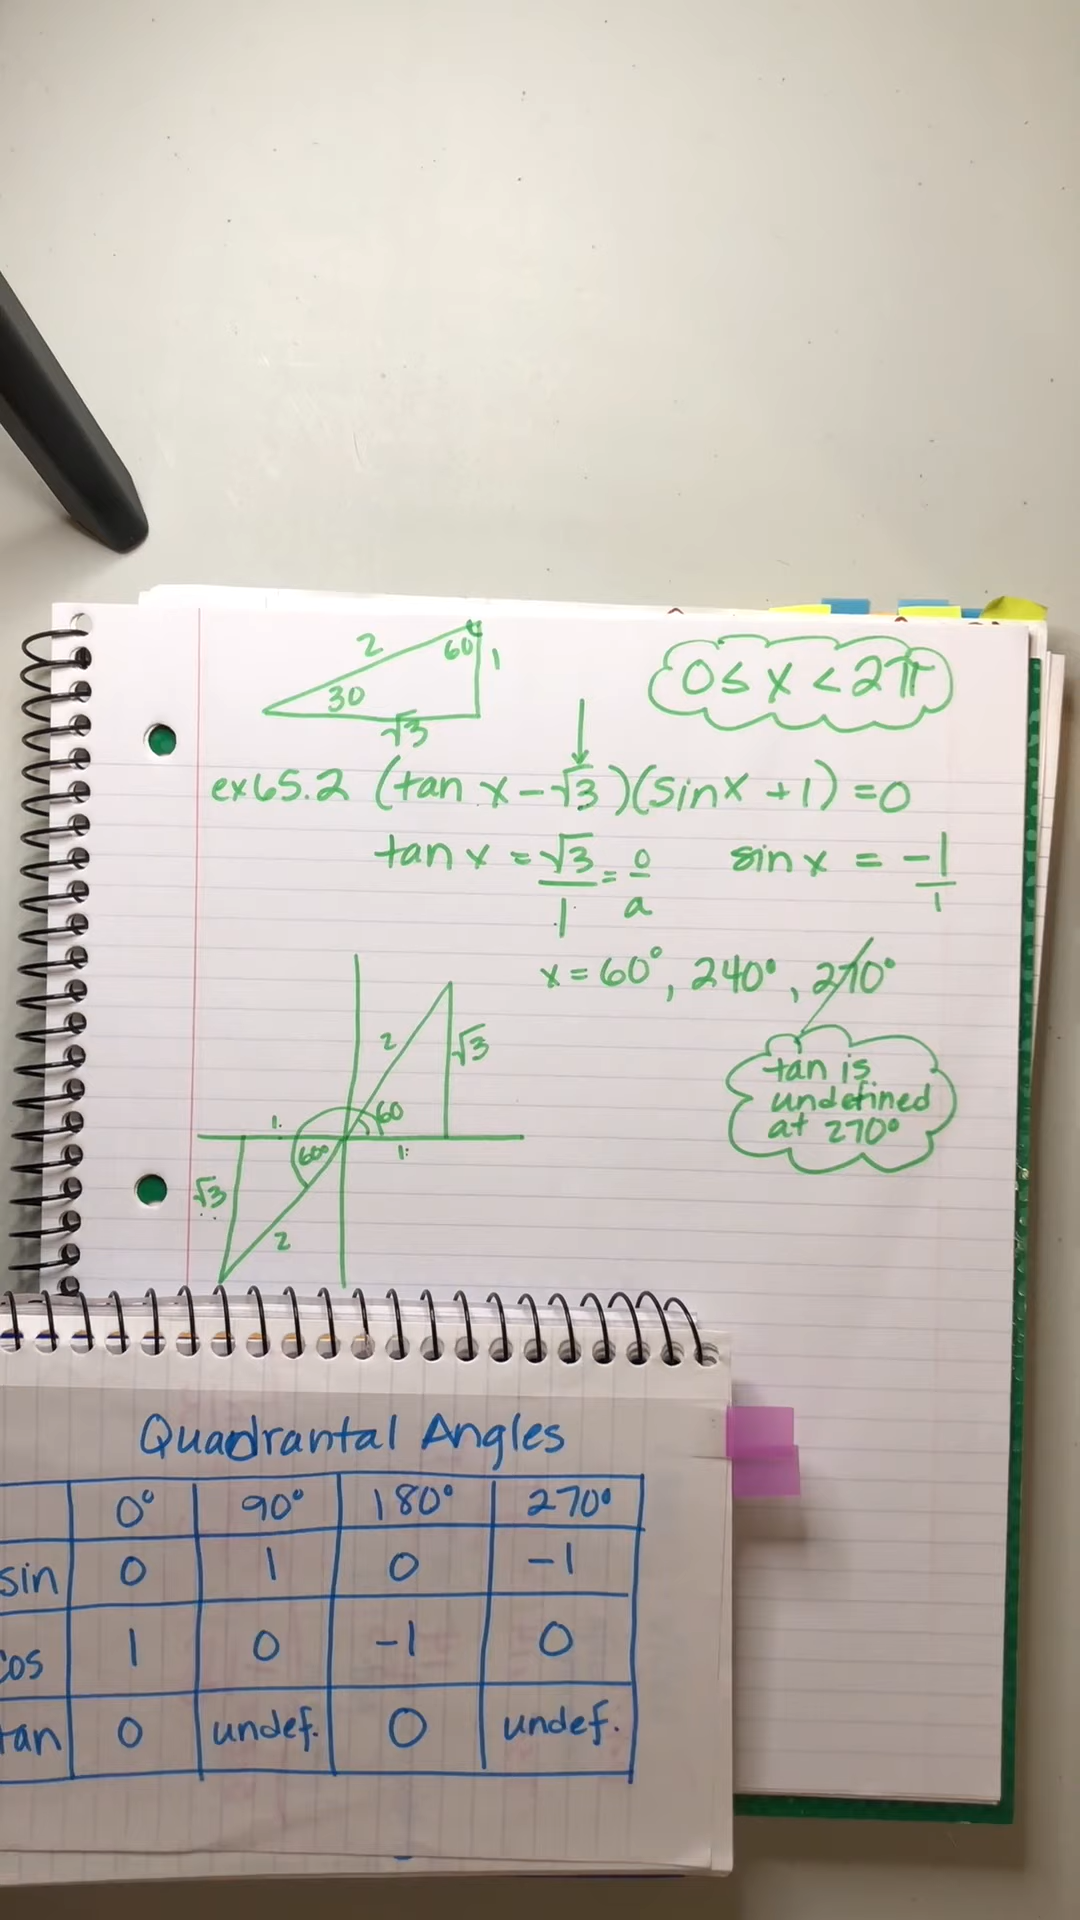 2
60
1
30
√3
0 ≤ x < 2π
ex 65.2 (tan x - √3)(sin x + 1) = 0
tan x = √3/1 = o/a
sin x = -1/1
x = 60°, 240°, 270°
tan is
undefined
at 270°
2
√3
60
1
1
60°
√3
2
Quadrantal Angles
0° 90° 180° 270°
sin 0 1 0 -1
cos 1 0 -1 0
tan 0 undef. 0 undef.